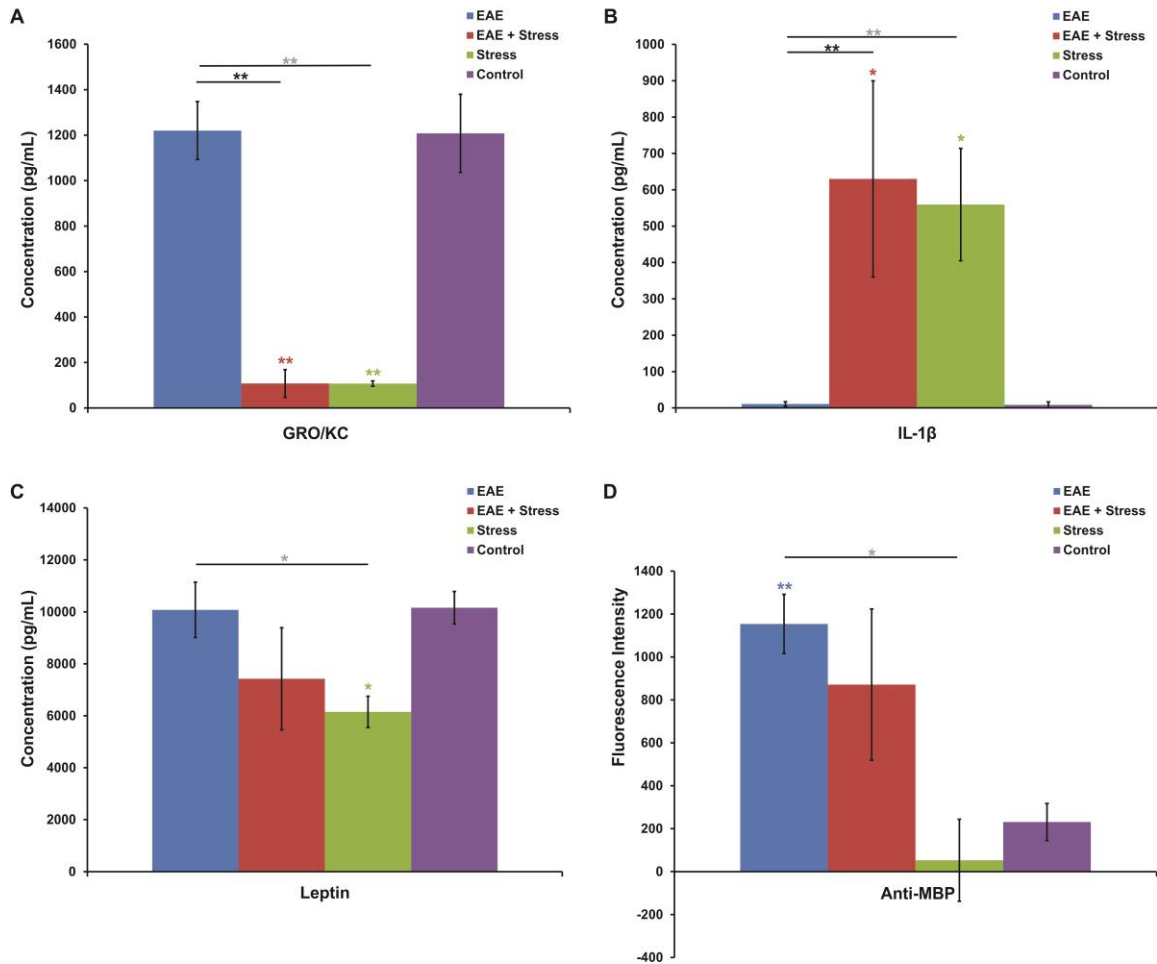 A
EAE
EAE + Stress
Stress
Control
**
**
**
**
1600
1400
1200
1000
800
600
400
200
0
Concentration (pg/mL)
GRO/KC
B
EAE
EAE + Stress
Stress
Control
**
**
*
*
1000
900
800
700
600
500
400
300
200
100
0
Concentration (pg/mL)
IL-1β
C
EAE
EAE + Stress
Stress
Control
*
*
14000
12000
10000
8000
6000
4000
2000
0
Concentration (pg/mL)
Leptin
D
EAE
EAE + Stress
Stress
Control
*
**
1400
1200
1000
800
600
400
200
0
-200
-400
Fluorescence Intensity
Anti-MBP